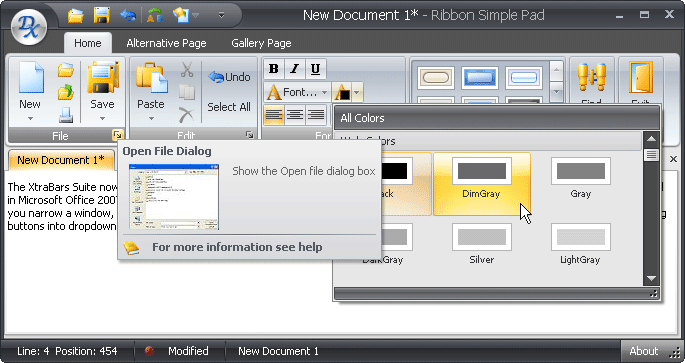 New Document 1* - Ribbon Simple Pad
Home Alternative Page Gallery Page
New Save Paste Undo Select All
B I U
Font...
A
Find Exit
File Edit
All Colors
Web Colors
New Document 1*
Open File Dialog
Show the Open file dialog box
For more information see help
DimGray Gray
DarkGray Silver LightGray
The XtraBars Suite now
in Microsoft Office 200
you narrow a window,
buttons into dropdown
Line: 4 Position: 454 Modified New Document 1 About